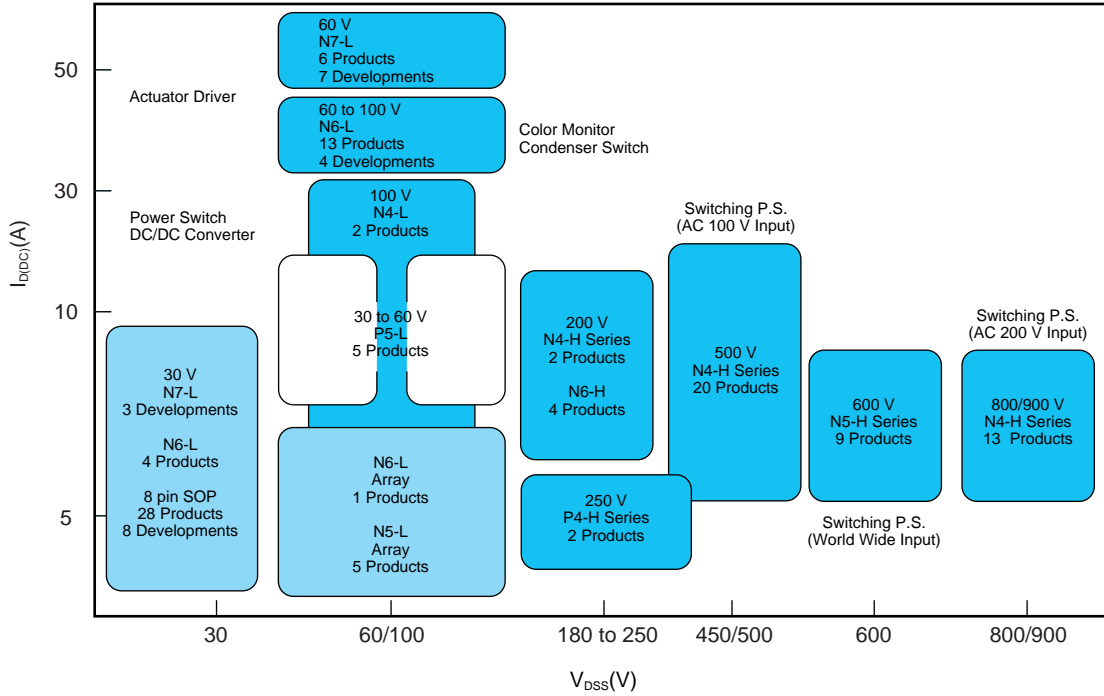 60 V
N7-L
6 Products
7 Developments
50
Actuator Driver
60 to 100 V
N6-L
13 Products
4 Developments
Color Monitor
Condenser Switch
30
100 V
N4-L
2 Products
Power Switch
DC/DC Converter
Switching P.S.
(AC 100 V Input)
I_D(DC)(A)
10
30 to 60 V
P5-L
5 Products
200 V
N4-H Series
2 Products
N6-H
4 Products
500 V
N4-H Series
20 Products
Switching P.S.
(AC 200 V Input)
30 V
N7-L
3 Developments
N6-L
4 Products
8 pin SOP
28 Products
8 Developments
600 V
N5-H Series
9 Products
800/900 V
N4-H Series
13 Products
N6-L
Array
1 Products
N5-L
Array
5 Products
250 V
P4-H Series
2 Products
5
Switching P.S.
(World Wide Input)
30
60/100
180 to 250
450/500
600
800/900
V_DSS(V)